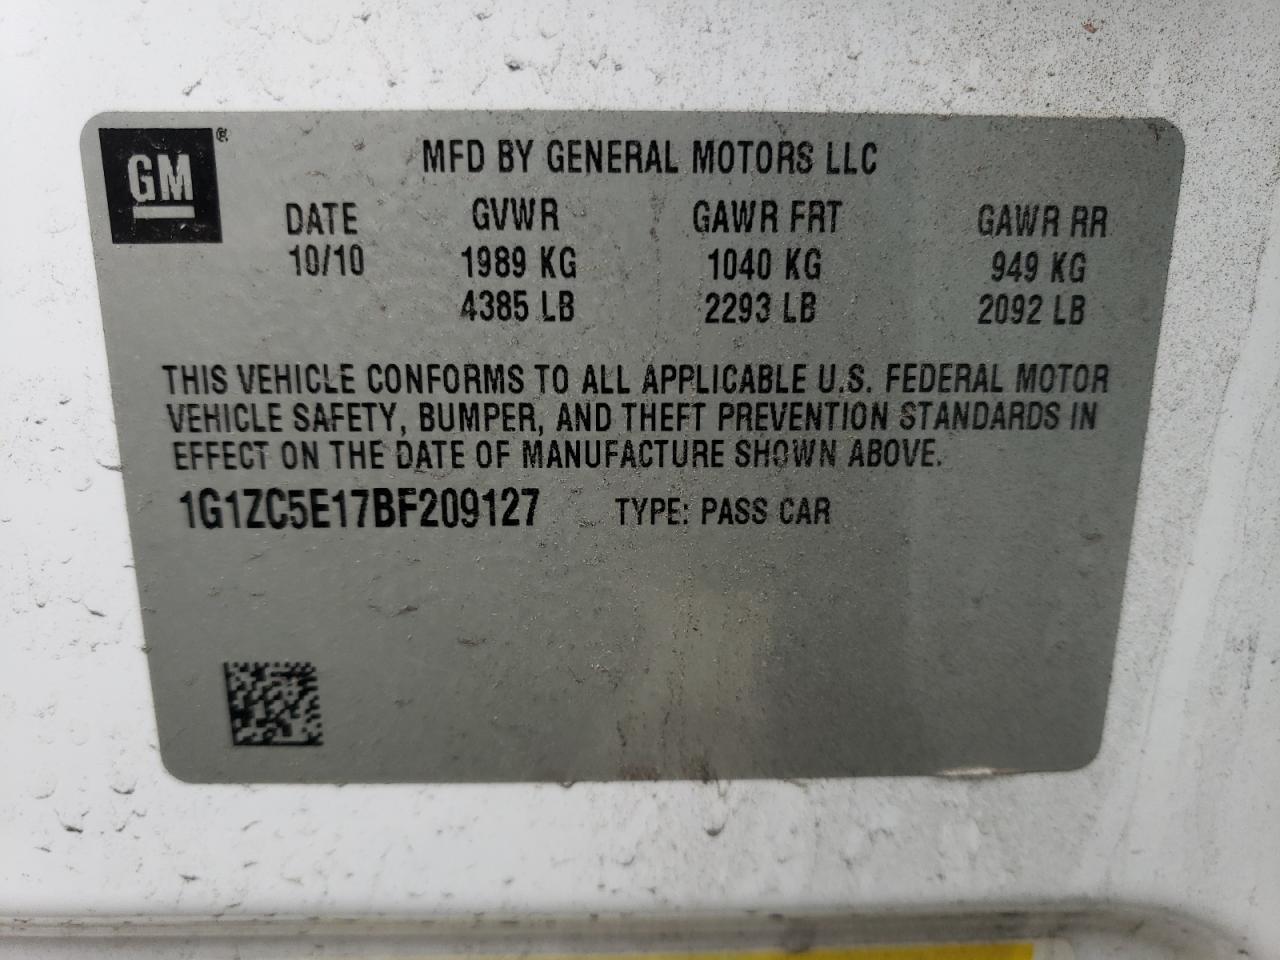 GM®
MFD BY GENERAL MOTORS LLC
DATE GVWR GAWR FRT GAWR RR
10/10 1989 KG 1040 KG 949 KG
4385 LB 2293 LB 2092 LB
THIS VEHICLE CONFORMS TO ALL APPLICABLE U.S. FEDERAL MOTOR
VEHICLE SAFETY, BUMPER, AND THEFT PREVENTION STANDARDS IN
EFFECT ON THE DATE OF MANUFACTURE SHOWN ABOVE.
1G1ZC5E17BF209127 TYPE: PASS CAR